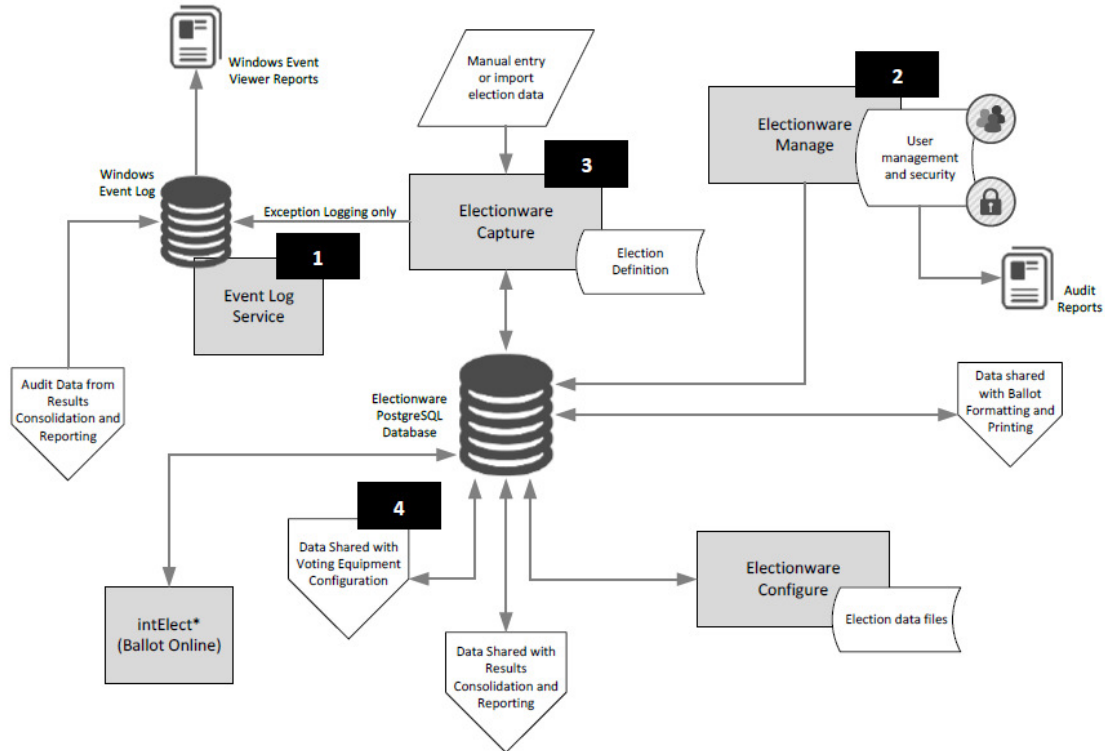 Windows Event
Viewer Reports
Manual entry
or import
election data
2
Electionware
Manage
User
management
and security
Windows
Event Log
Exception Logging only
3
Electionware
Capture
Election
Definition
1
Event Log
Service
Audit
Reports
Audit Data from
Results
Consolidation and
Reporting
Electionware
PostgreSQL
Database
Data shared
with Ballot
Formatting and
Printing
4
Data Shared with
Voting Equipment
Configuration
Electionware
Configure
Election data files
intElect*
(Ballot Online)
Data Shared with
Results
Consolidation and
Reporting